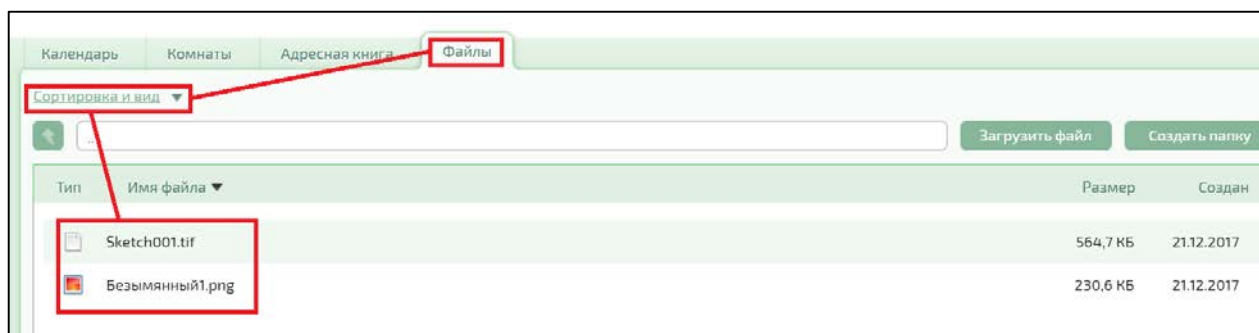 Календарь Комнаты Адресная книга Файлы
Сортировка и вид ▼
... Загрузить файл Создать папку
Тип Имя файла ▼ Размер Создан
Sketch001.tif 564,7 КБ 21.12.2017
Безымянный1.png 230,6 КБ 21.12.2017